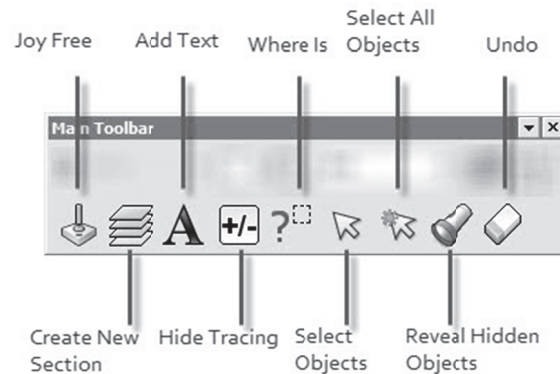 Joy Free
Add Text
Where Is
Select All
Objects
Undo
Main Toolbar
A
+/-
?
Create New
Section
Hide Tracing
Select
Objects
Reveal Hidden
Objects